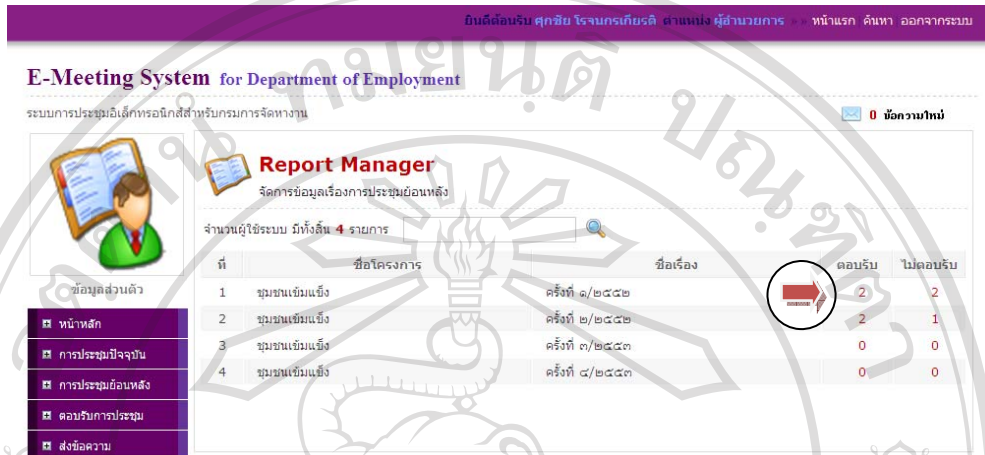 ยินดีต้อนรับ ศุภชัย โรจนกรเกียรติ ตำแหน่ง ผู้อำนวยการ »» หน้าแรก ค้นหา ออกจากระบบ
E-Meeting System for Department of Employment
ระบบการประชุมอิเล็กทรอนิกส์สำหรับกรมการจัดหางาน
0 ข้อความใหม่
Report Manager
จัดการข้อมูลเรื่องการประชุมย้อนหลัง
จำนวนผู้ใช้ระบบ มีทั้งสิ้น 4 รายการ
ที่ ชื่อโครงการ ชื่อเรื่อง ตอบรับ ไม่ตอบรับ
1 ชุมชนเข้มแข็ง ครั้งที่ ๑/๒๕๕๒ 2 2
2 ชุมชนเข้มแข็ง ครั้งที่ ๒/๒๕๕๒ 2 1
3 ชุมชนเข้มแข็ง ครั้งที่ ๓/๒๕๕๓ 0 0
4 ชุมชนเข้มแข็ง ครั้งที่ ๔/๒๕๕๓ 0 0
ข้อมูลส่วนตัว
หน้าหลัก
การประชุมปัจจุบัน
การประชุมย้อนหลัง
ตอบรับการประชุม
ส่งข้อความ